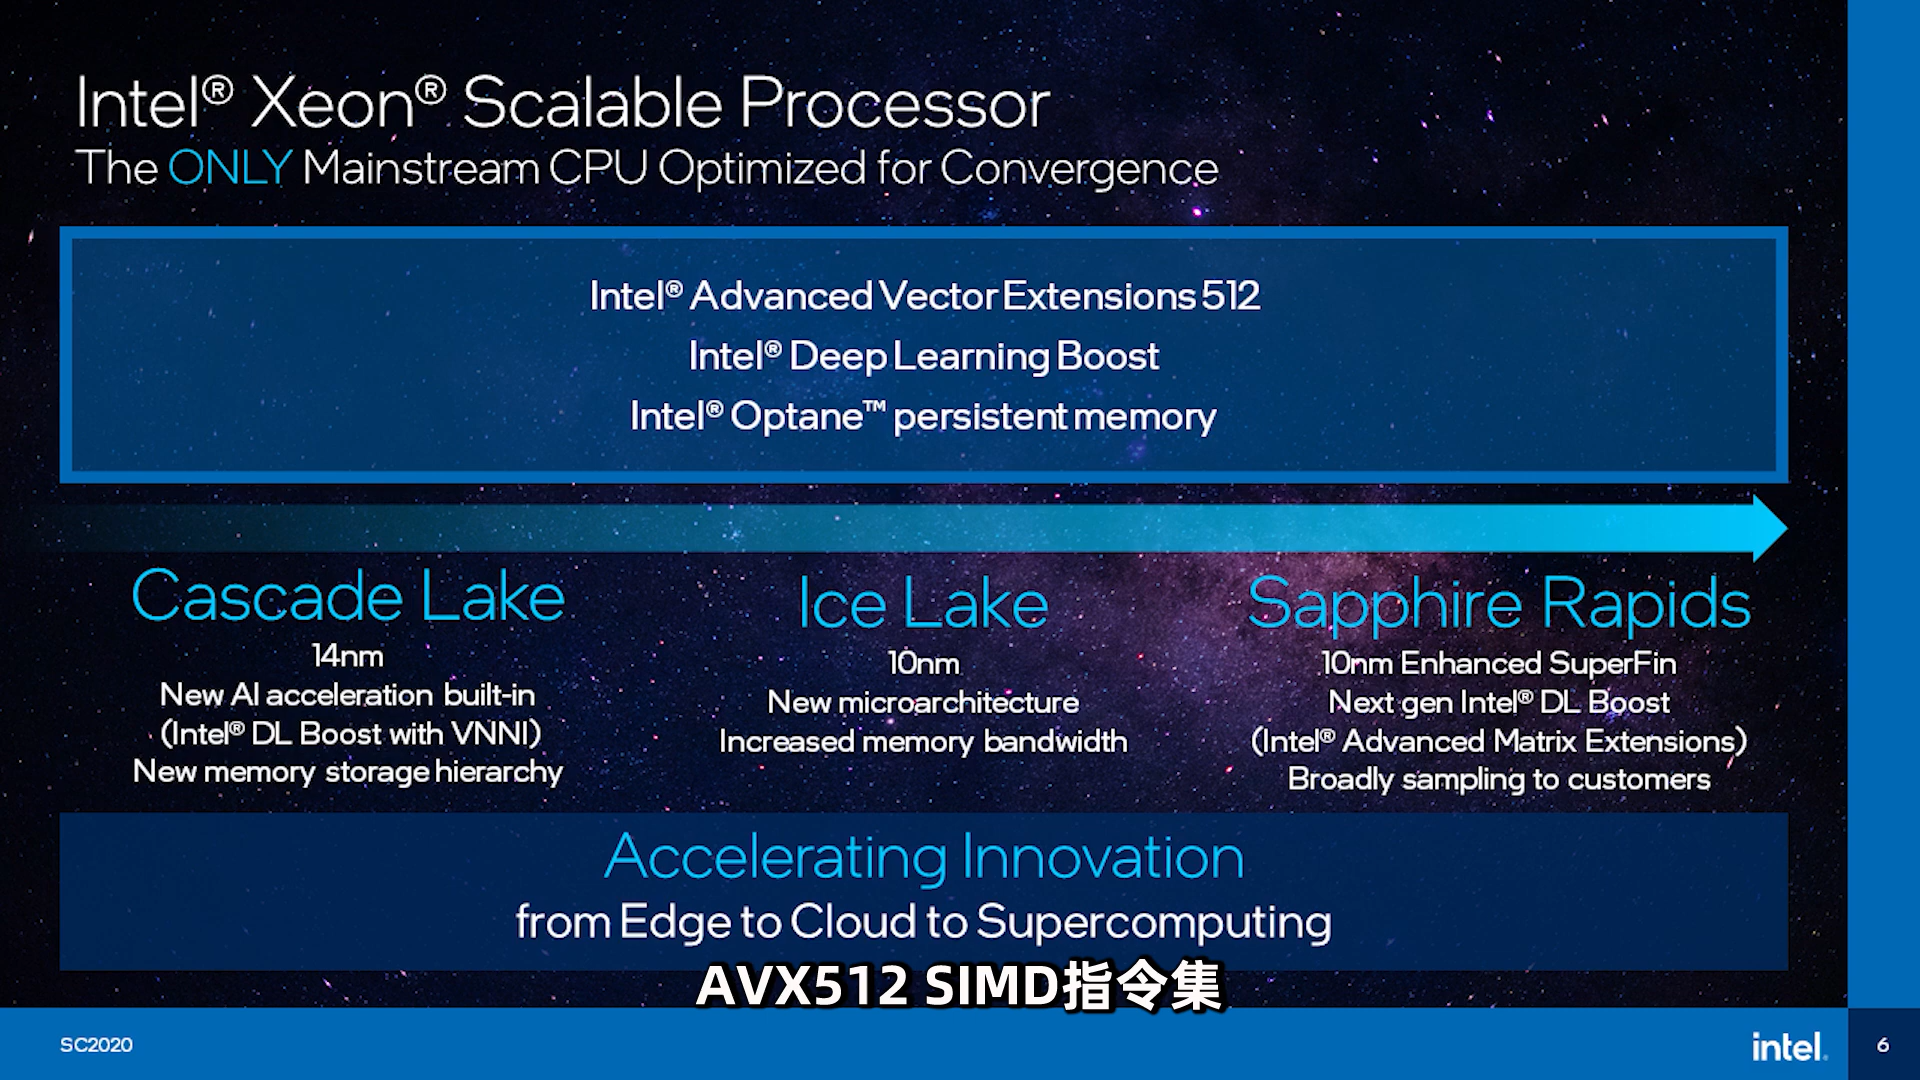 Intel® Xeon® Scalable Processor
The ONLY Mainstream CPU Optimized for Convergence
Intel® Advanced Vector Extensions 512
Intel® Deep Learning Boost
Intel® Optane™ persistent memory
Cascade Lake
14nm
New AI acceleration built-in
(Intel® DL Boost with VNNI)
New memory storage hierarchy
Ice Lake
10nm
New microarchitecture
Increased memory bandwidth
Sapphire Rapids
10nm Enhanced SuperFin
Next gen Intel® DL Boost
(Intel® Advanced Matrix Extensions)
Broadly sampling to customers
Accelerating Innovation
from Edge to Cloud to Supercomputing
AVX512 SIMD指令集
SC2020
intel.
6